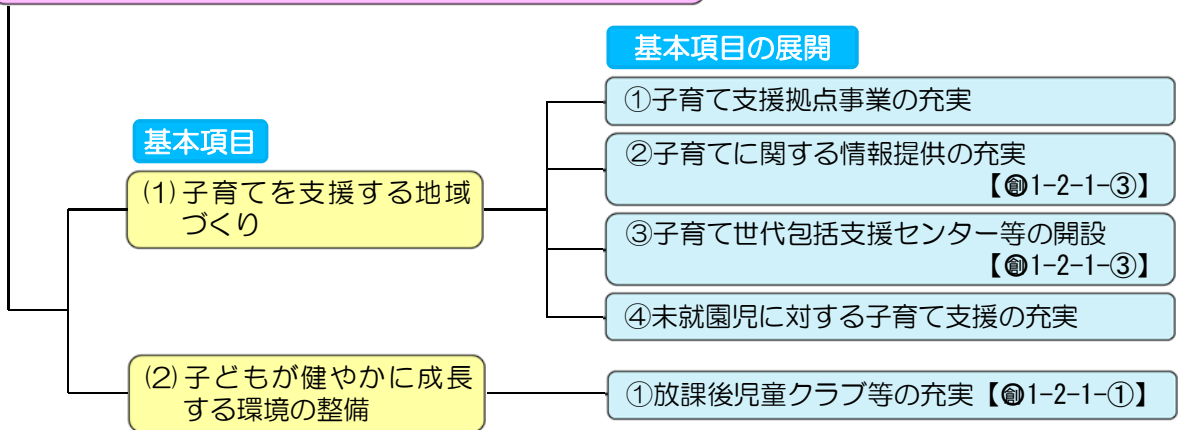 基本項目の展開
①子育て支援拠点事業の充実
基本項目
②子育てに関する情報提供の充実
【㊀1-2-1-③】
(1)子育てを支援する地域
づくり
③子育て世代包括支援センター等の開設
【創1-2-1-③】
④未就園児に対する子育て支援の充実
(2)子どもが健やかに成長
する環境の整備
①放課後児童クラブ等の充実【創1-2-1-①】